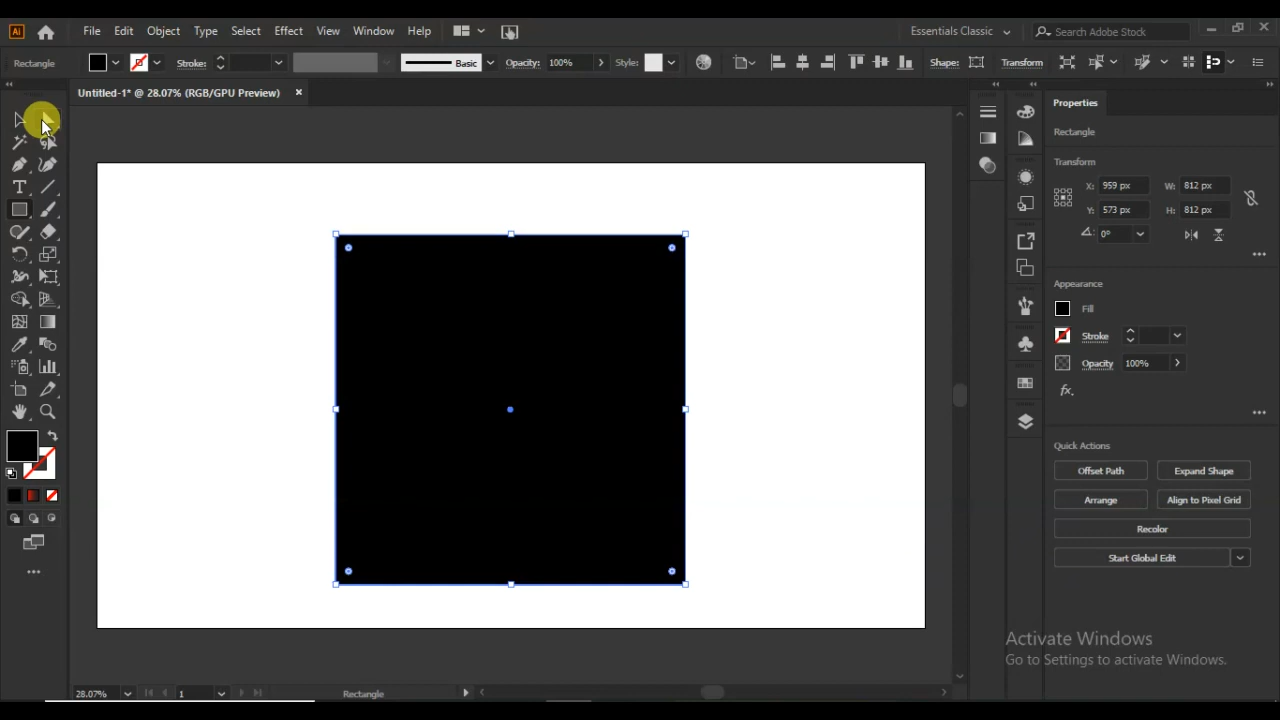 Ai File Edit Object Type Select Effect View Window Help Essentials Classic Search Adobe Stock
Rectangle Stroke: Basic Opacity: 100% Style: Shape: Transform
Untitled-1* @ 28.07% (RGB/GPU Preview) ×
Properties
Rectangle
Transform
X: 959 px W: 812 px
Y: 573 px H: 812 px
0°
Appearance
Fill
Stroke
Opacity 100%
fx.
Quick Actions
Offset Path Expand Shape
Arrange Align to Pixel Grid
Recolor
Start Global Edit
Activate Windows
Go to Settings to activate Windows.
28.07% 1 Rectangle